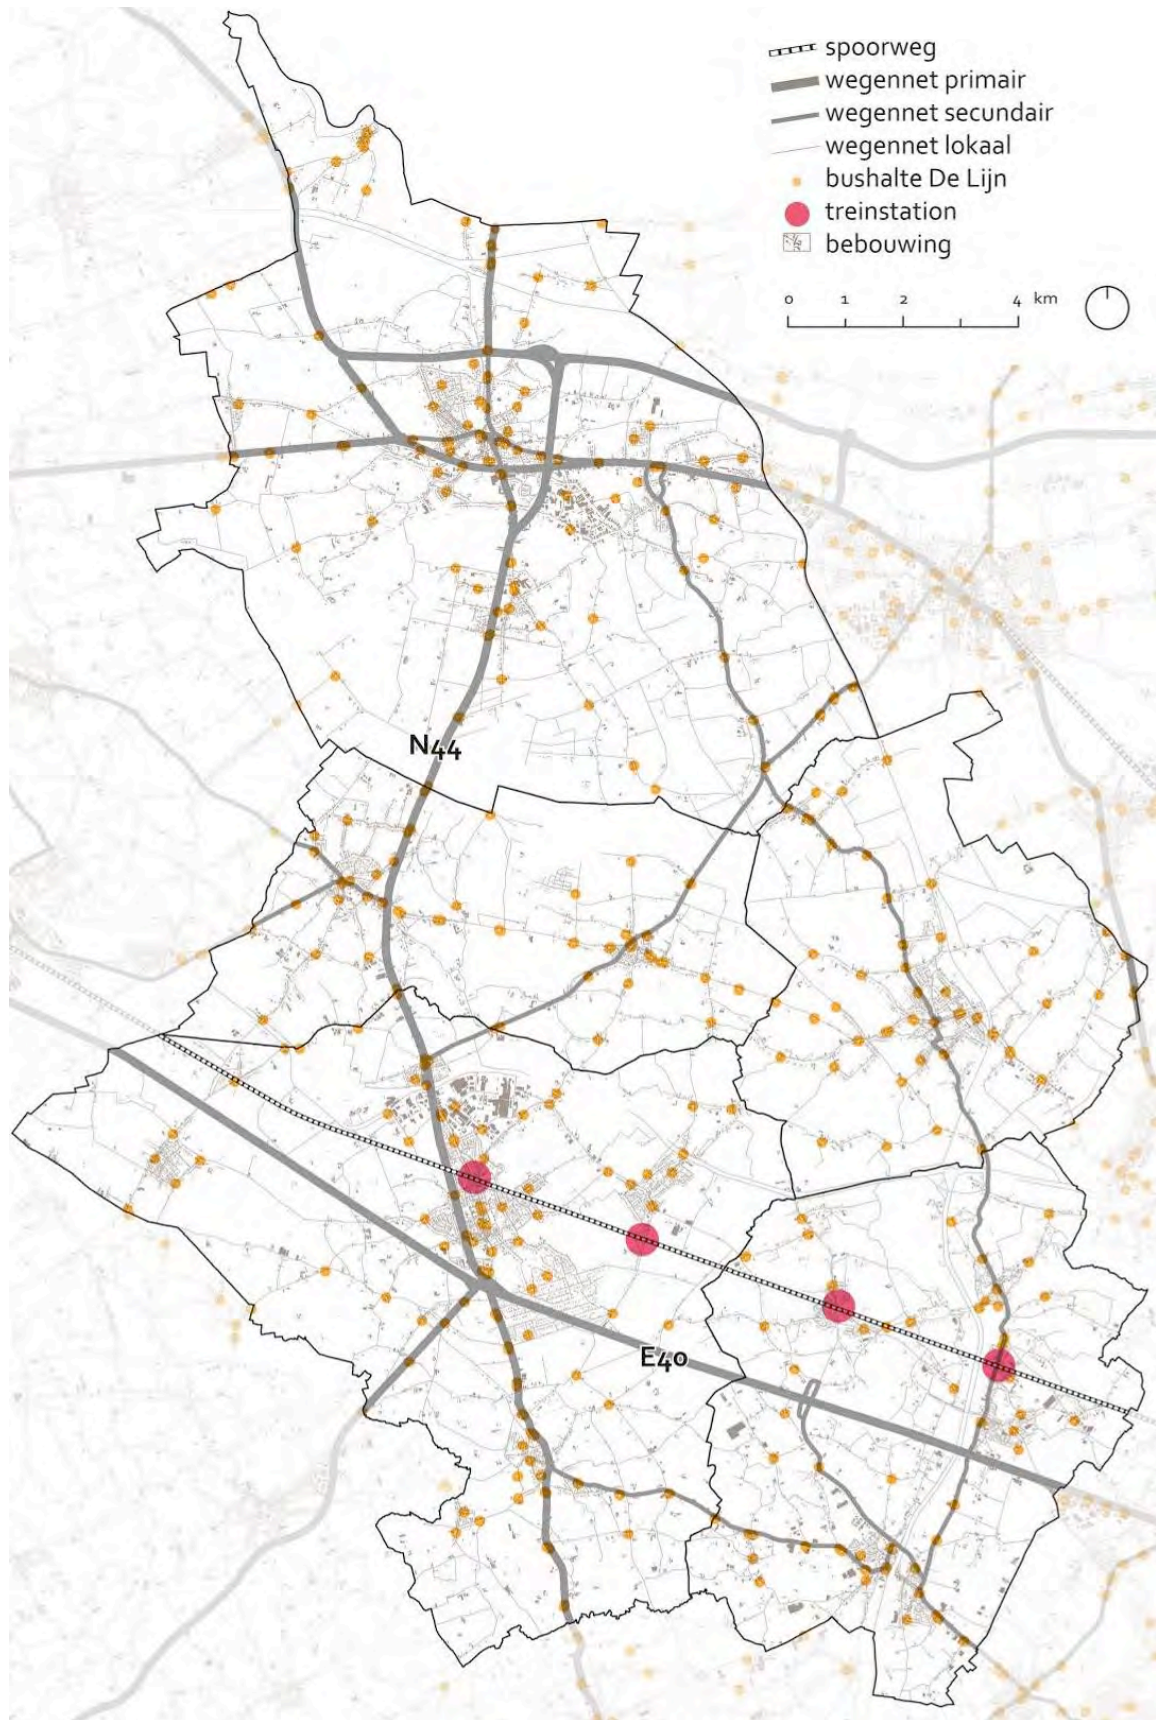 spoorweg
wegennet primair
wegennet secundair
wegennet lokaal
bushalte De Lijn
treinstation
bebouwing
0 1 2 4 km
N44
E40